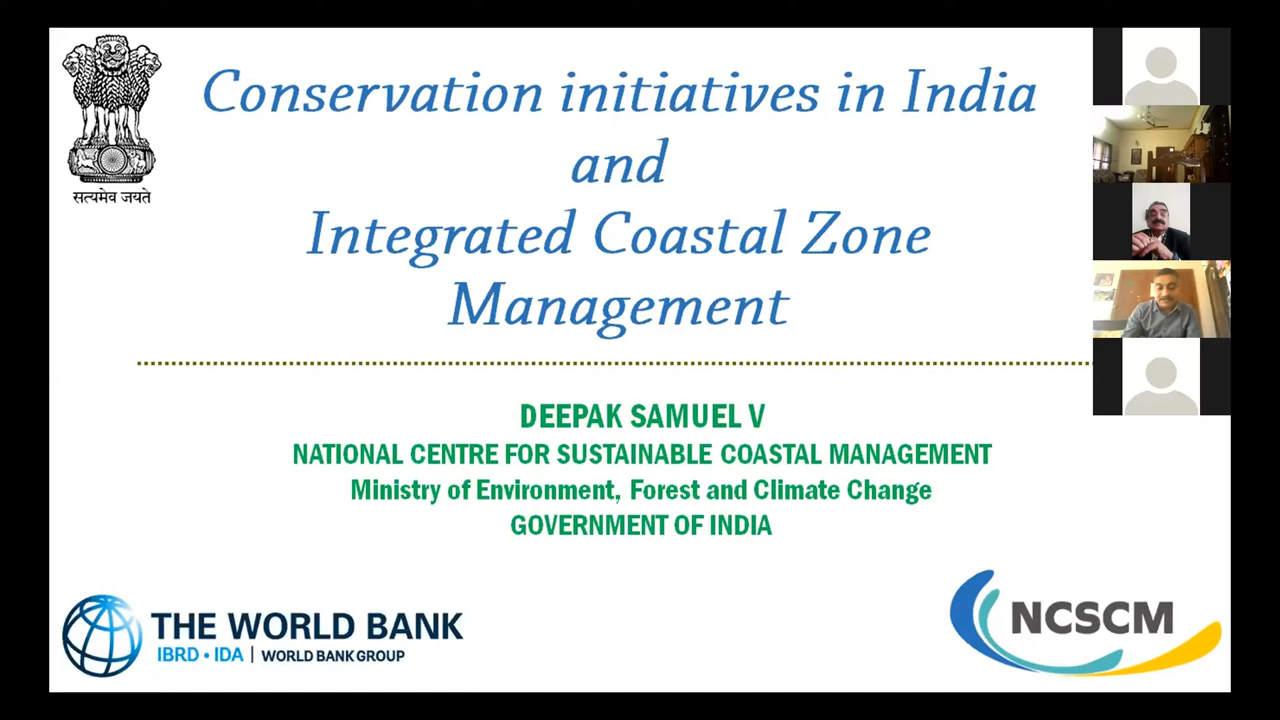 Conservation initiatives in India
and
Integrated Coastal Zone
Management
सत्यमेव जयते
DEEPAK SAMUEL V
NATIONAL CENTRE FOR SUSTAINABLE COASTAL MANAGEMENT
Ministry of Environment, Forest and Climate Change
GOVERNMENT OF INDIA
THE WORLD BANK
IBRD • IDA | WORLD BANK GROUP
NCSCM